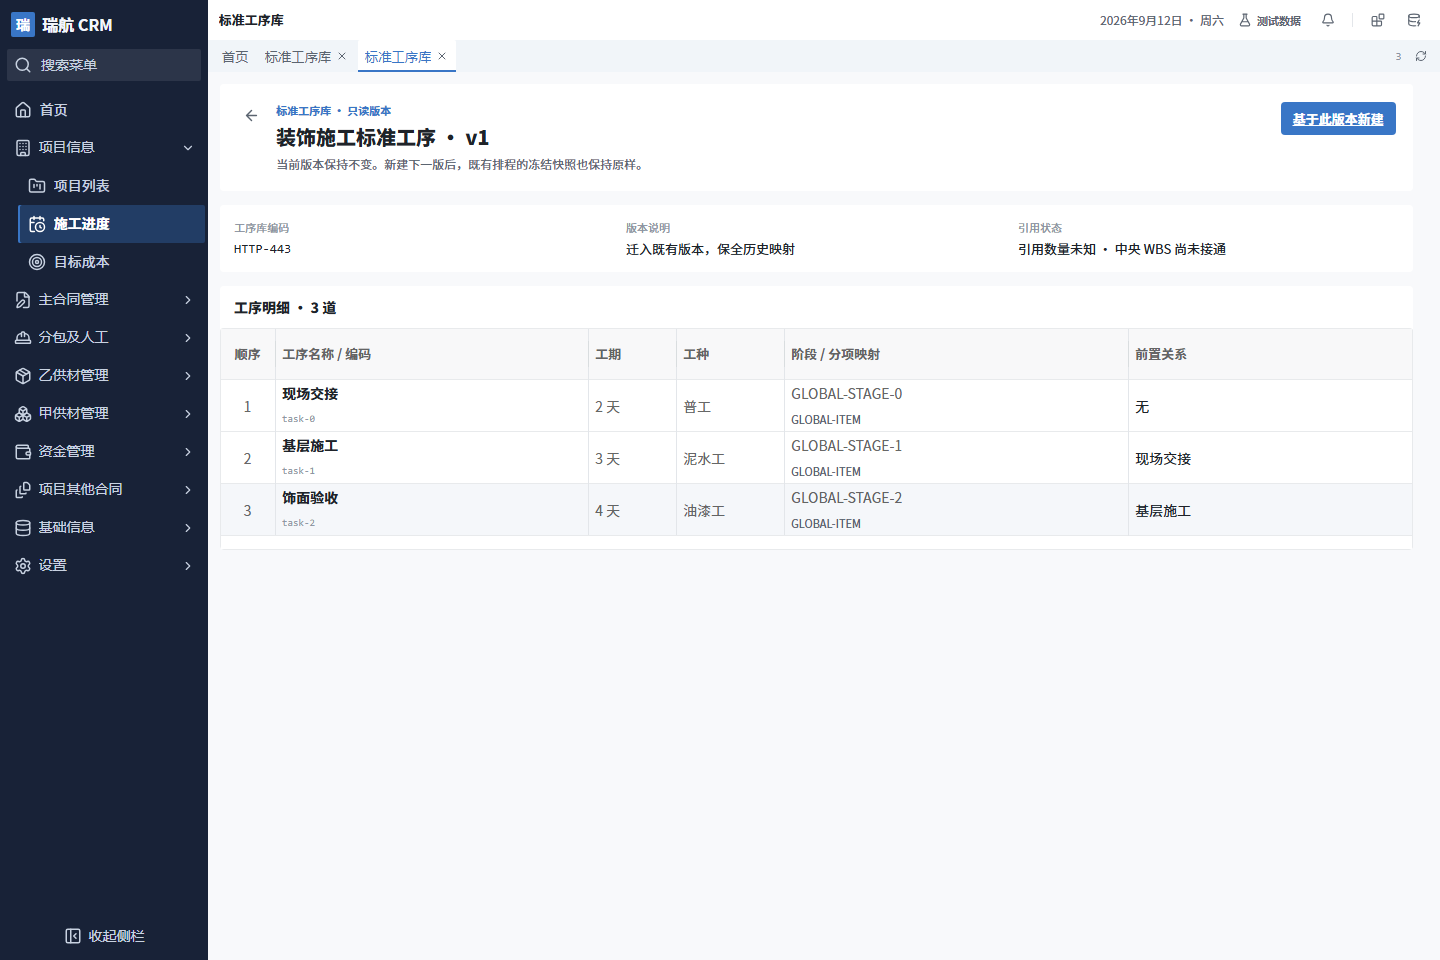 瑞 瑞航 CRM
搜索菜单
首页
项目信息
项目列表
施工进度
目标成本
主合同管理
分包及人工
乙供材管理
甲供材管理
资金管理
项目其他合同
基础信息
设置
收起侧栏
标准工序库
2026年9月12日 • 周六 测试数据
首页 标准工序库 标准工序库 3
标准工序库 • 只读版本
装饰施工标准工序 • v1
当前版本保持不变。新建下一版后，既有排程的冻结快照也保持原样。
基于此版本新建
工序库编码 版本说明 引用状态
HTTP-443 迁入既有版本，保全历史映射 引用数量未知 • 中央 WBS 尚未接通
工序明细 • 3 道
顺序 工序名称 / 编码 工期 工种 阶段 / 分项映射 前置关系
1 现场交接 task-0 2 天 普工 GLOBAL-STAGE-0 GLOBAL-ITEM 无
2 基层施工 task-1 3 天 泥水工 GLOBAL-STAGE-1 GLOBAL-ITEM 现场交接
3 饰面验收 task-2 4 天 油漆工 GLOBAL-STAGE-2 GLOBAL-ITEM 基层施工